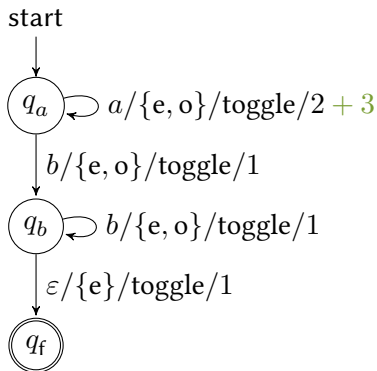 start
q_a
a/{e, o}/toggle/2 + 3
b/{e, o}/toggle/1
q_b
b/{e, o}/toggle/1
ε/{e}/toggle/1
q_f